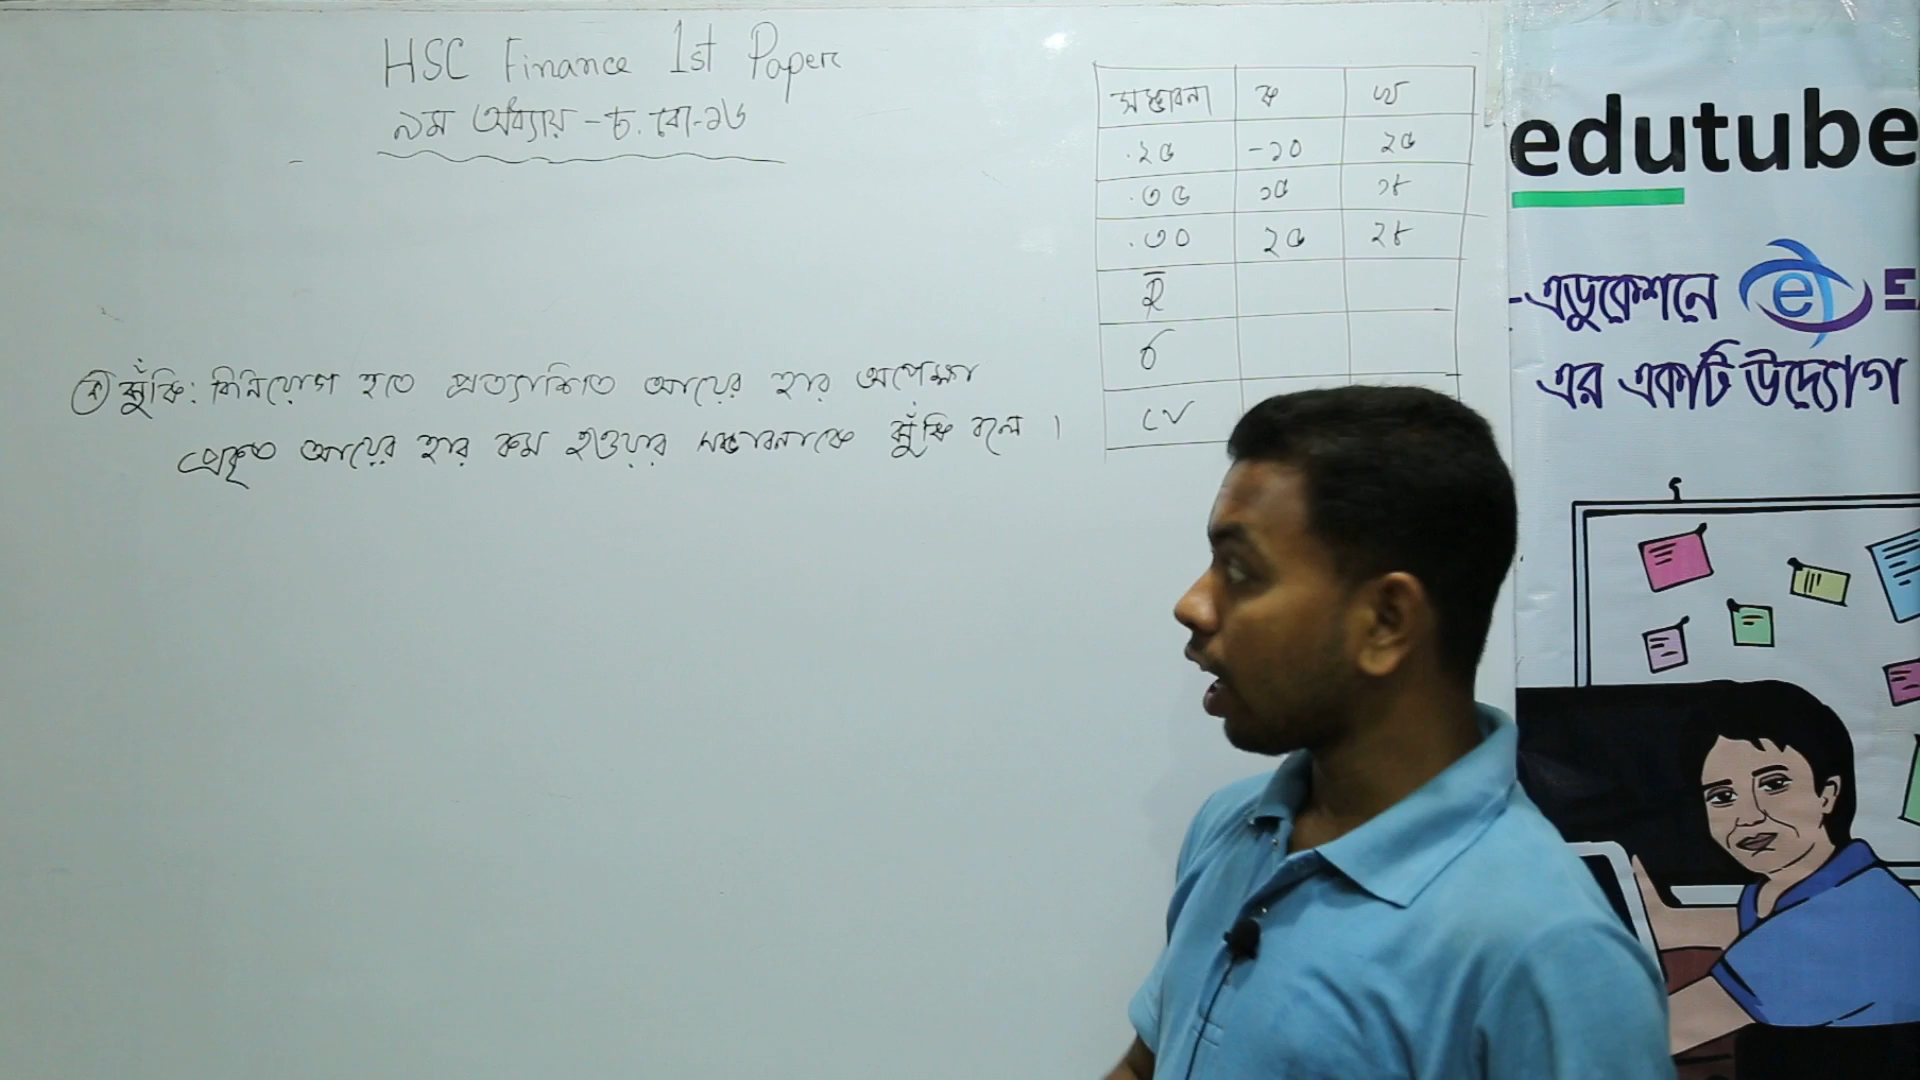 HSC Finance 1st Paper
৯ম অধ্যায় - চ. বো-১৬
সম্ভাবনা ক খ
.২৫ -১০ ২৫
.৩৫ ১৫ ১৮
.৩০ ২৫ ২৮
R̅
σ
CV
ক ঝুঁকি: বিনিয়োগ হতে প্রত্যাশিত আয়ের হার অপেক্ষা
প্রকৃত আয়ের হার কম হওয়ার সম্ভাবনাকে ঝুঁকি বলে ।
edutube
-এডুকেশনে e E
এর একটি উদ্যোগ